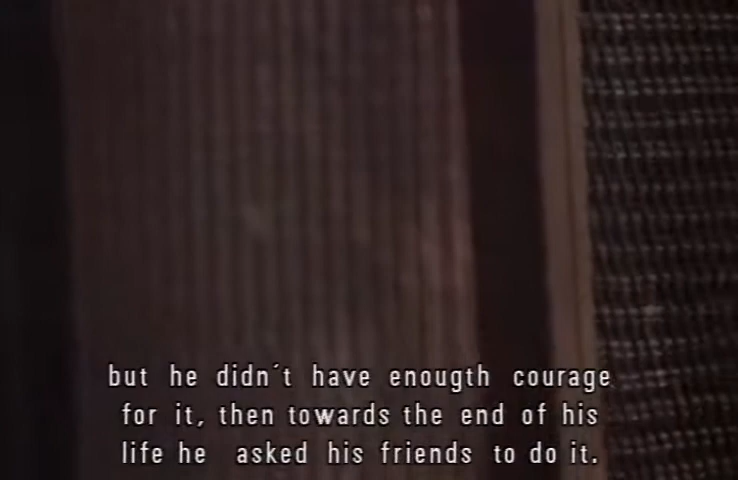 but he didn´t have enougth courage
for it, then towards the end of his
life he asked his friends to do it.